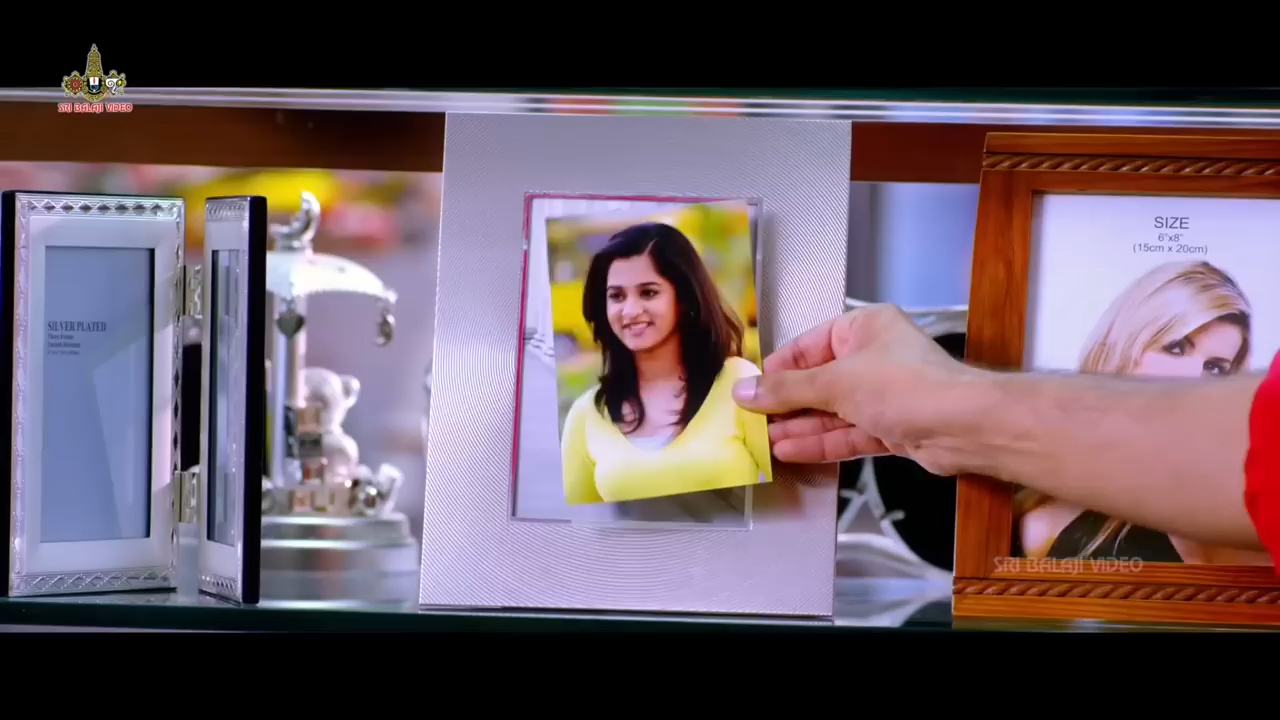 SRI BALAJI VIDEO
SILVER PLATED
SIZE
6"x8"
(15cm x 20cm)
SRI BALAJI VIDEO